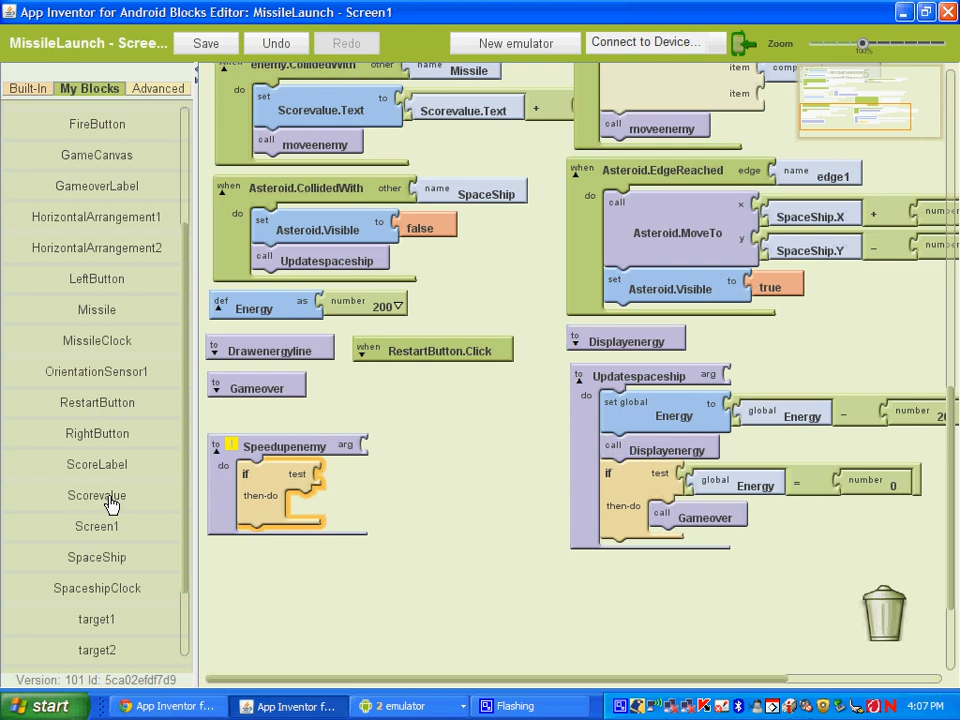 App Inventor for Android Blocks Editor: MissileLaunch - Screen1
MissileLaunch - Scree...
Save
Undo
Redo
New emulator
Connect to Device...
Zoom
100%
Built-In
My Blocks
Advanced
FireButton
GameCanvas
GameoverLabel
HorizontalArrangement1
HorizontalArrangement2
LeftButton
Missile
MissileClock
OrientationSensor1
RestartButton
RightButton
ScoreLabel
Scorevalue
Screen1
SpaceShip
SpaceshipClock
target1
target2
Version: 101 Id: 5ca02efdf7d9
when enemy.CollidedWith other name Missile
do set Scorevalue.Text to Scorevalue.Text +
call moveenemy
when Asteroid.CollidedWith other name SpaceShip
do set Asteroid.Visible to false
call Updatespaceship
def Energy as number 200
to Drawenergyline
when RestartButton.Click
to Gameover
to ! Speedupenemy arg
do if test
then-do
item
item
call moveenemy
when Asteroid.EdgeReached edge name edge1
do call Asteroid.MoveTo
x SpaceShip.X +
y SpaceShip.Y −
set Asteroid.Visible to true
to Displayenergy
to Updatespaceship arg
do set global Energy to global Energy − number
call Displayenergy
if test global Energy = number 0
then-do call Gameover
start
App Inventor f...
App Inventor f...
2 emulator
Flashing
4:07 PM